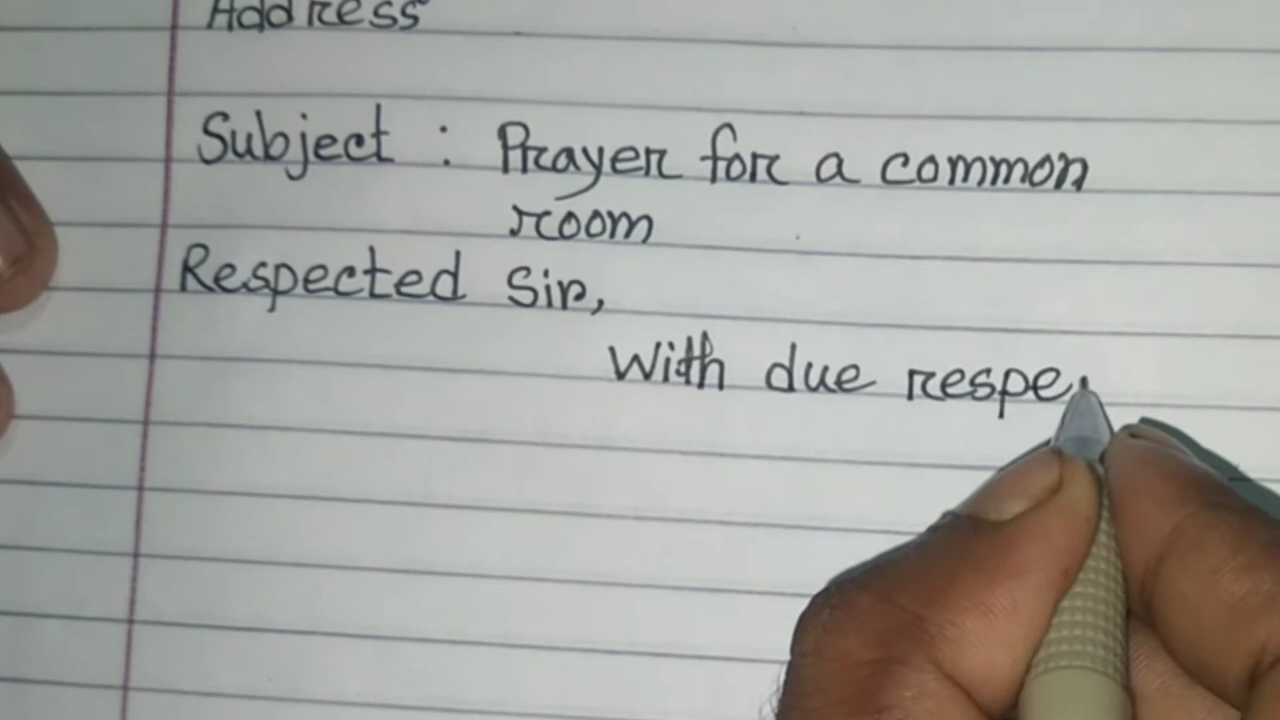 Address
Subject : Prayer for a common
room
Respected Sir,
With due respe